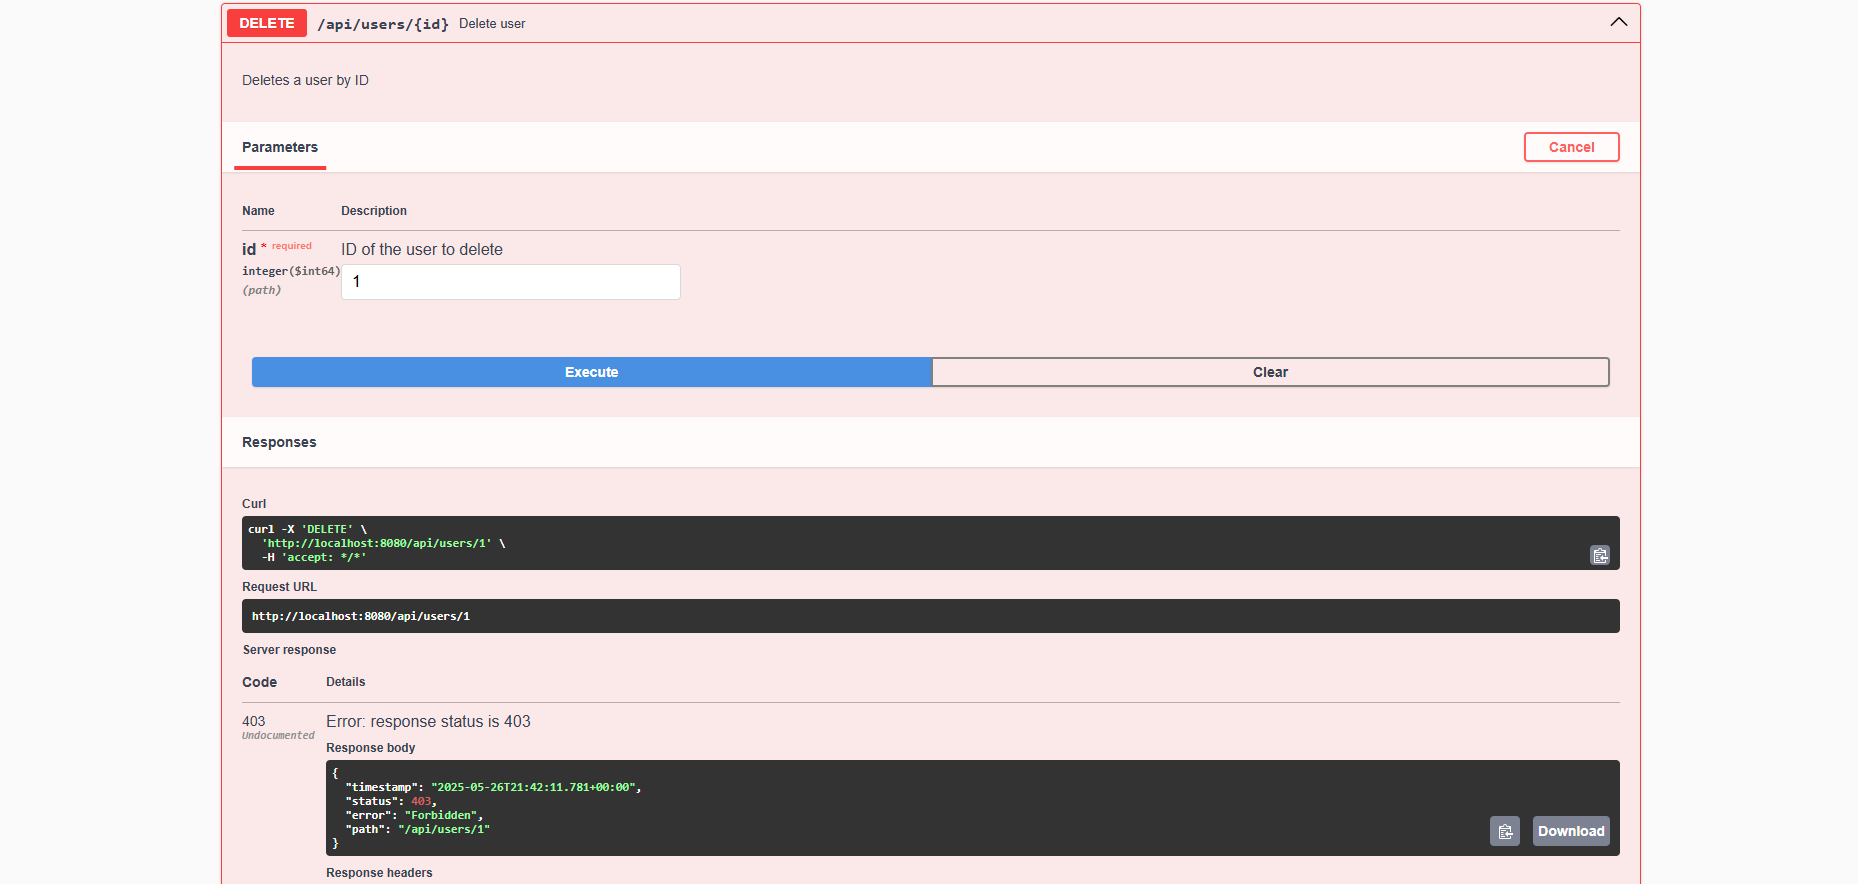 DELETE /api/users/{id} Delete user
Deletes a user by ID
Parameters Cancel
Name Description
id * required ID of the user to delete
integer($int64) 1
(path)
Execute Clear
Responses
Curl
curl -X 'DELETE' \
  'http://localhost:8080/api/users/1' \
  -H 'accept: */*'
Request URL
http://localhost:8080/api/users/1
Server response
Code Details
403 Error: response status is 403
Undocumented
Response body
{
  "timestamp": "2025-05-26T21:42:11.781+00:00",
  "status": 403,
  "error": "Forbidden",
  "path": "/api/users/1"
}
Download
Response headers